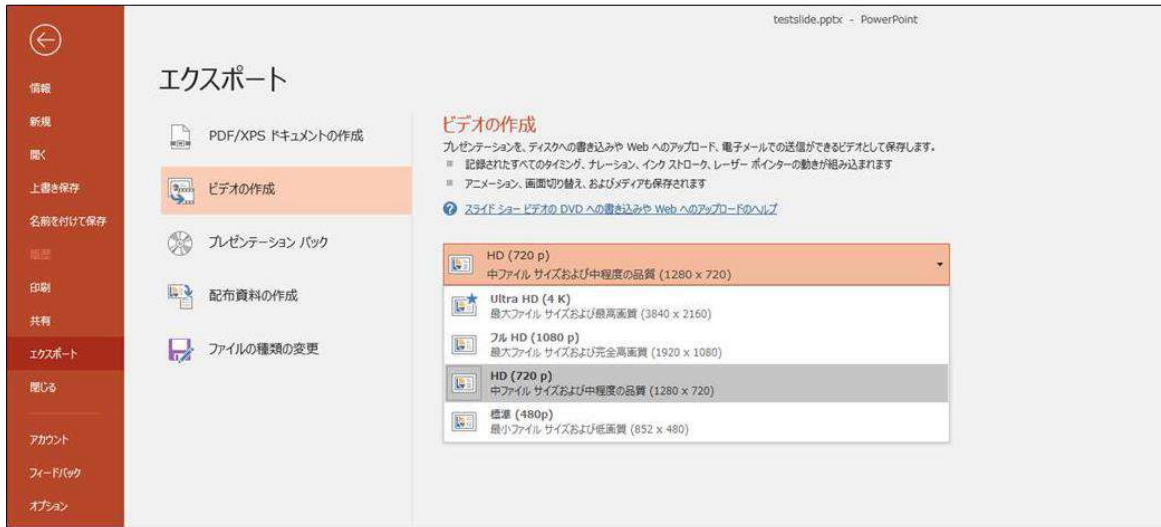 testslide.pptx - PowerPoint
情報
新規
開く
上書き保存
名前を付けて保存
履歴
印刷
共有
エクスポート
閉じる
アカウント
フィードバック
オプション
エクスポート
PDF/XPS ドキュメントの作成
ビデオの作成
プレゼンテーション パック
配布資料の作成
ファイルの種類の変更
ビデオの作成
プレゼンテーションを、ディスクへの書き込みや Web へのアップロード、電子メールでの送信ができるビデオとして保存します。
記録されたすべてのタイミング、ナレーション、インク ストローク、レーザー ポインターの動きが組み込まれます
アニメーション、画面切り替え、およびメディアも保存されます
スライド ショー ビデオの DVD への書き込みや Web へのアップロードのヘルプ
HD (720 p)
中ファイル サイズおよび中程度の品質 (1280 x 720)
Ultra HD (4 K)
最大ファイル サイズおよび最高画質 (3840 x 2160)
フル HD (1080 p)
最大ファイル サイズおよび完全高画質 (1920 x 1080)
HD (720 p)
中ファイル サイズおよび中程度の品質 (1280 x 720)
標準 (480p)
最小ファイル サイズおよび低画質 (852 x 480)